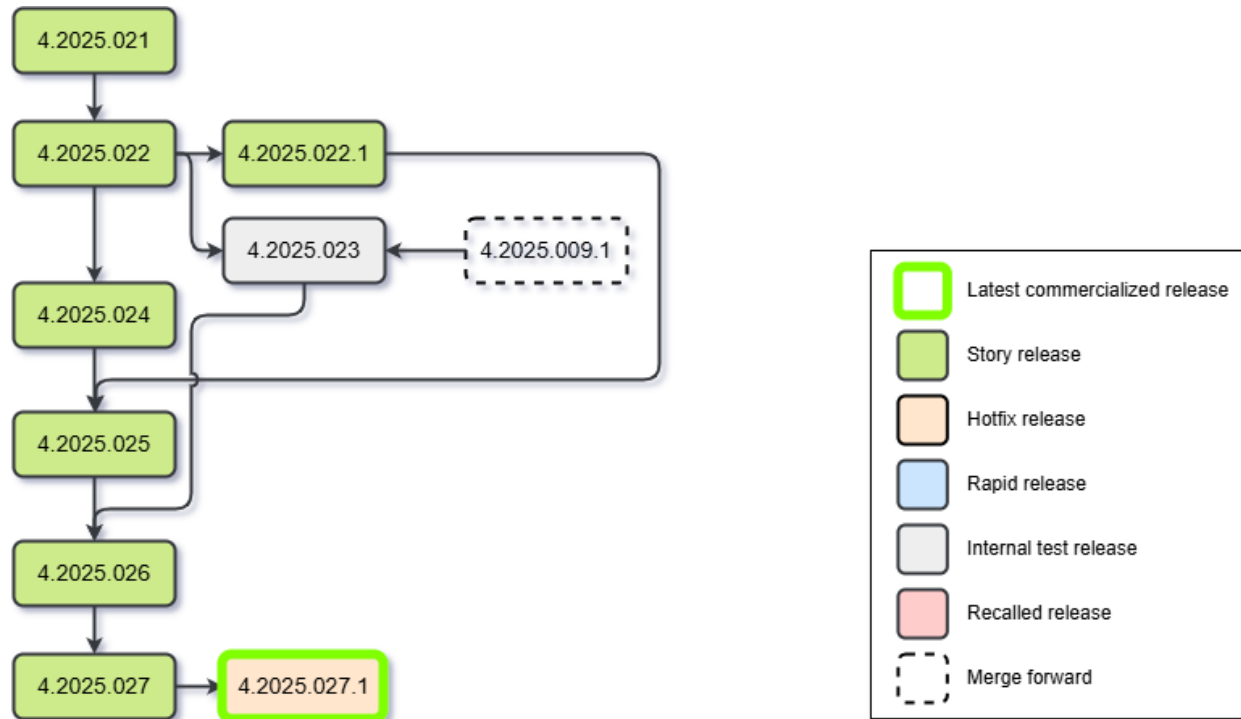 4.2025.021
4.2025.022
4.2025.022.1
4.2025.023
4.2025.009.1
4.2025.024
4.2025.025
4.2025.026
4.2025.027
4.2025.027.1
Latest commercialized release
Story release
Hotfix release
Rapid release
Internal test release
Recalled release
Merge forward